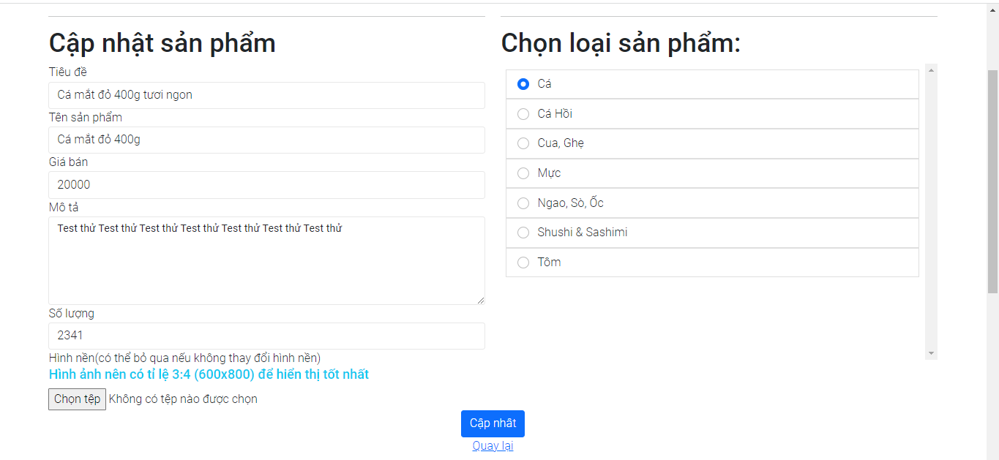 Cập nhật sản phẩm
Tiêu đề
Cá mắt đỏ 400g tươi ngon
Tên sản phẩm
Cá mắt đỏ 400g
Giá bán
20000
Mô tả
Test thử Test thử Test thử Test thử Test thử Test thử Test thử
Số lượng
2341
Hình nền(có thể bỏ qua nếu không thay đổi hình nền)
Hình ảnh nên có tỉ lệ 3:4 (600x800) để hiển thị tốt nhất
Chọn tệp Không có tệp nào được chọn
Chọn loại sản phẩm:
Cá
Cá Hồi
Cua, Ghẹ
Mực
Ngao, Sò, Ốc
Shushi & Sashimi
Tôm
Cập nhât
Quay lại